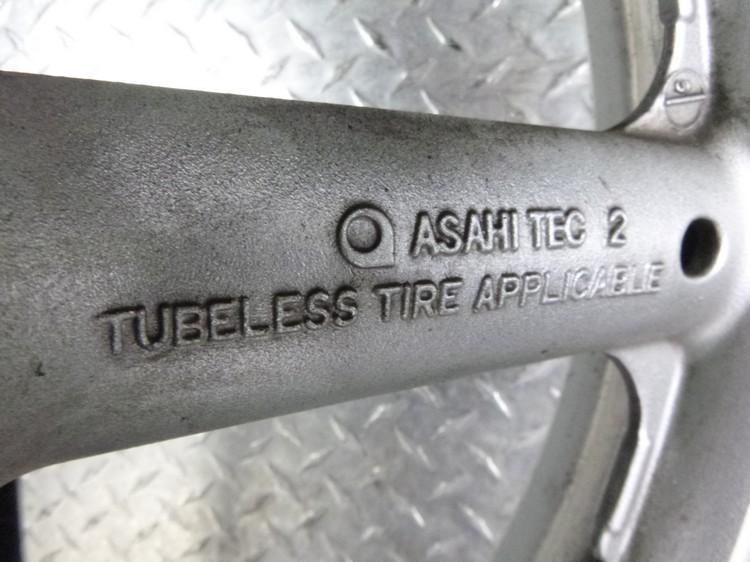 ASAHI TEC 2
TUBELESS TIRE APPLICABLE